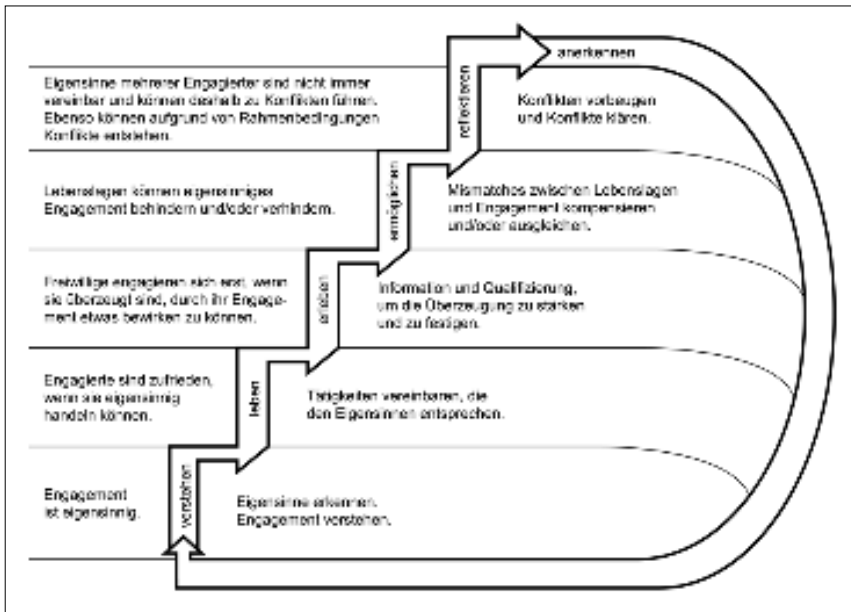 anerkennen
reflektieren
Eigensinne mehrerer Engagierter sind nicht immer
vereinbar und können deshalb zu Konflikten führen.
Ebenso können aufgrund von Rahmenbedingungen
Konflikte entstehen.
Konflikten vorbeugen
und Konflikte klären.
ermöglichen
Lebenslagen können eigensinniges
Engagement behindern und/oder verhindern.
Mismatches zwischen Lebenslagen
und Engagement kompensieren
und/oder ausgleichen.
erleben
Freiwillige engagieren sich erst, wenn
sie überzeugt sind, durch ihr Engage-
ment etwas bewirken zu können.
Information und Qualifizierung,
um die Überzeugung zu stärken
und zu festigen.
leben
Engagierte sind zufrieden,
wenn sie eigensinnig
handeln können.
Tätigkeiten vereinbaren, die
den Eigensinnen entsprechen.
verstehen
Engagement
ist eigensinnig.
Eigensinne erkennen.
Engagement verstehen.